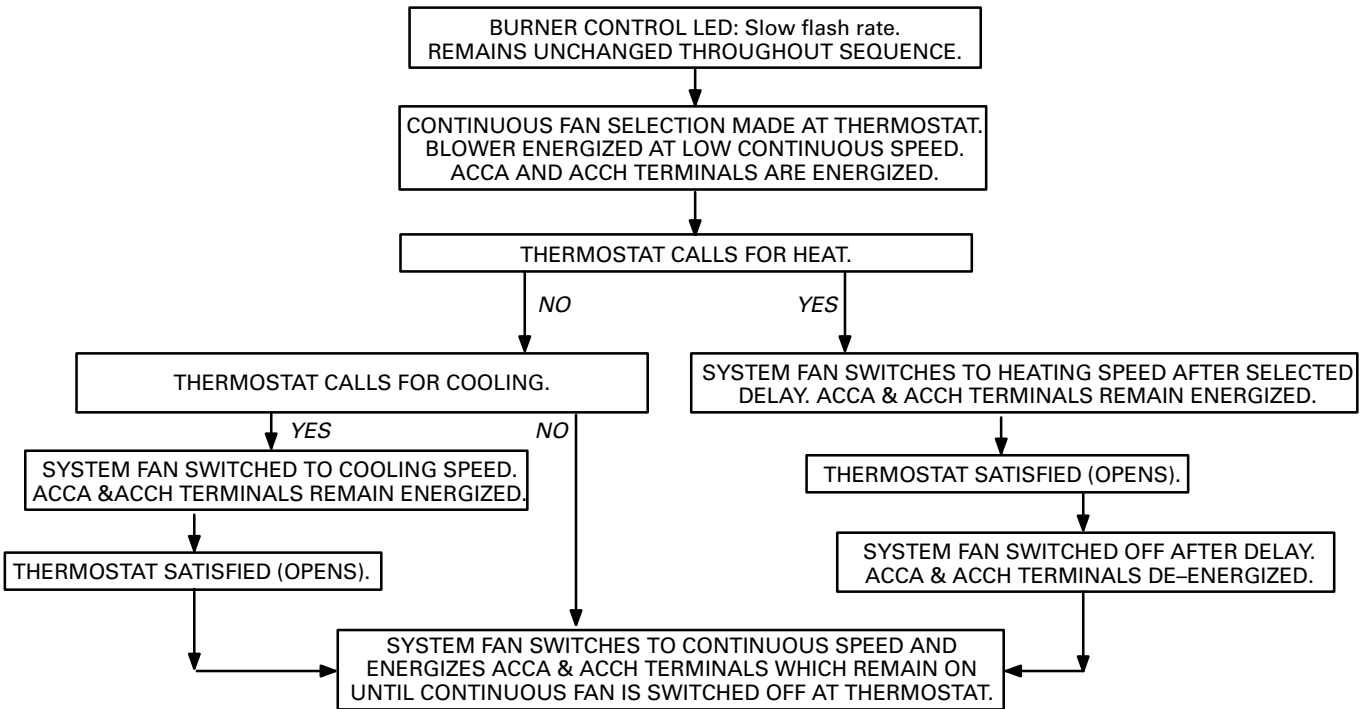 BURNER CONTROL LED: Slow flash rate.
REMAINS UNCHANGED THROUGHOUT SEQUENCE.
CONTINUOUS FAN SELECTION MADE AT THERMOSTAT.
BLOWER ENERGIZED AT LOW CONTINUOUS SPEED.
ACCA AND ACCH TERMINALS ARE ENERGIZED.
THERMOSTAT CALLS FOR HEAT.
NO
YES
THERMOSTAT CALLS FOR COOLING.
SYSTEM FAN SWITCHES TO HEATING SPEED AFTER SELECTED
DELAY. ACCA & ACCH TERMINALS REMAIN ENERGIZED.
YES
NO
SYSTEM FAN SWITCHED TO COOLING SPEED.
ACCA &ACCH TERMINALS REMAIN ENERGIZED.
THERMOSTAT SATISFIED (OPENS).
THERMOSTAT SATISFIED (OPENS).
SYSTEM FAN SWITCHED OFF AFTER DELAY.
ACCA & ACCH TERMINALS DE–ENERGIZED.
SYSTEM FAN SWITCHES TO CONTINUOUS SPEED AND
ENERGIZES ACCA & ACCH TERMINALS WHICH REMAIN ON
UNTIL CONTINUOUS FAN IS SWITCHED OFF AT THERMOSTAT.